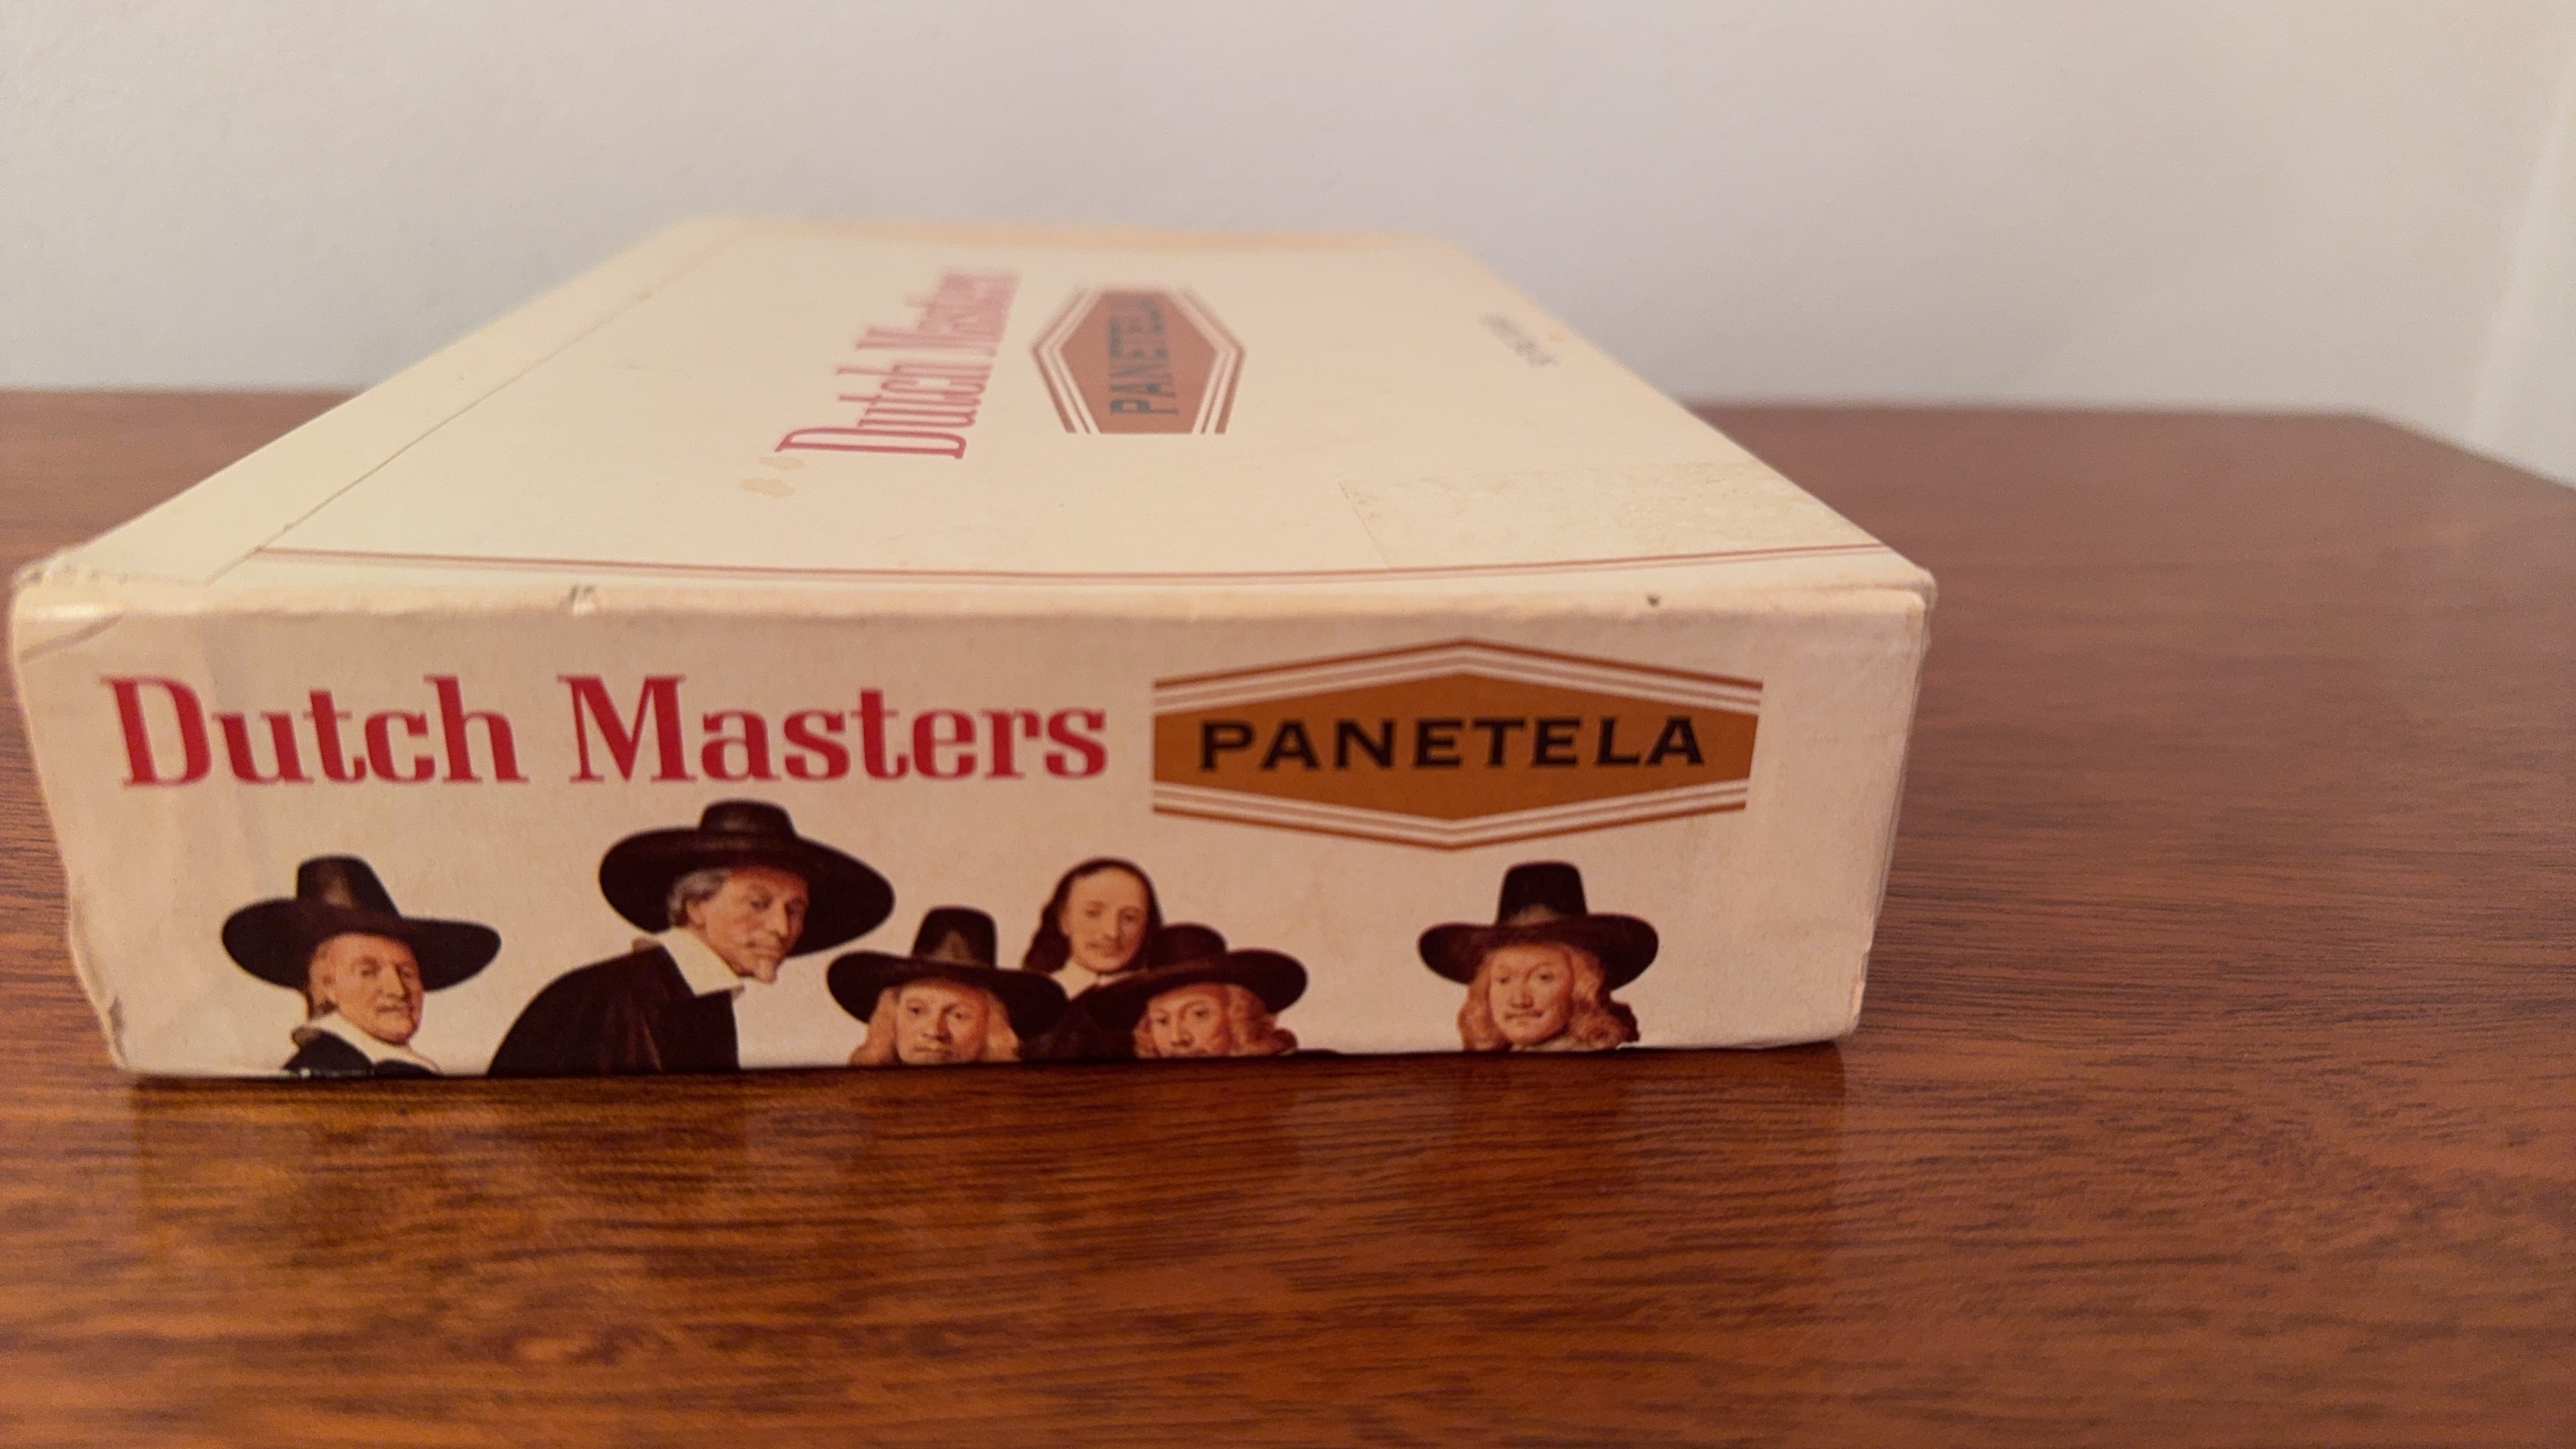 Dutch Masters
PANETELA
Dutch Masters PANETELA